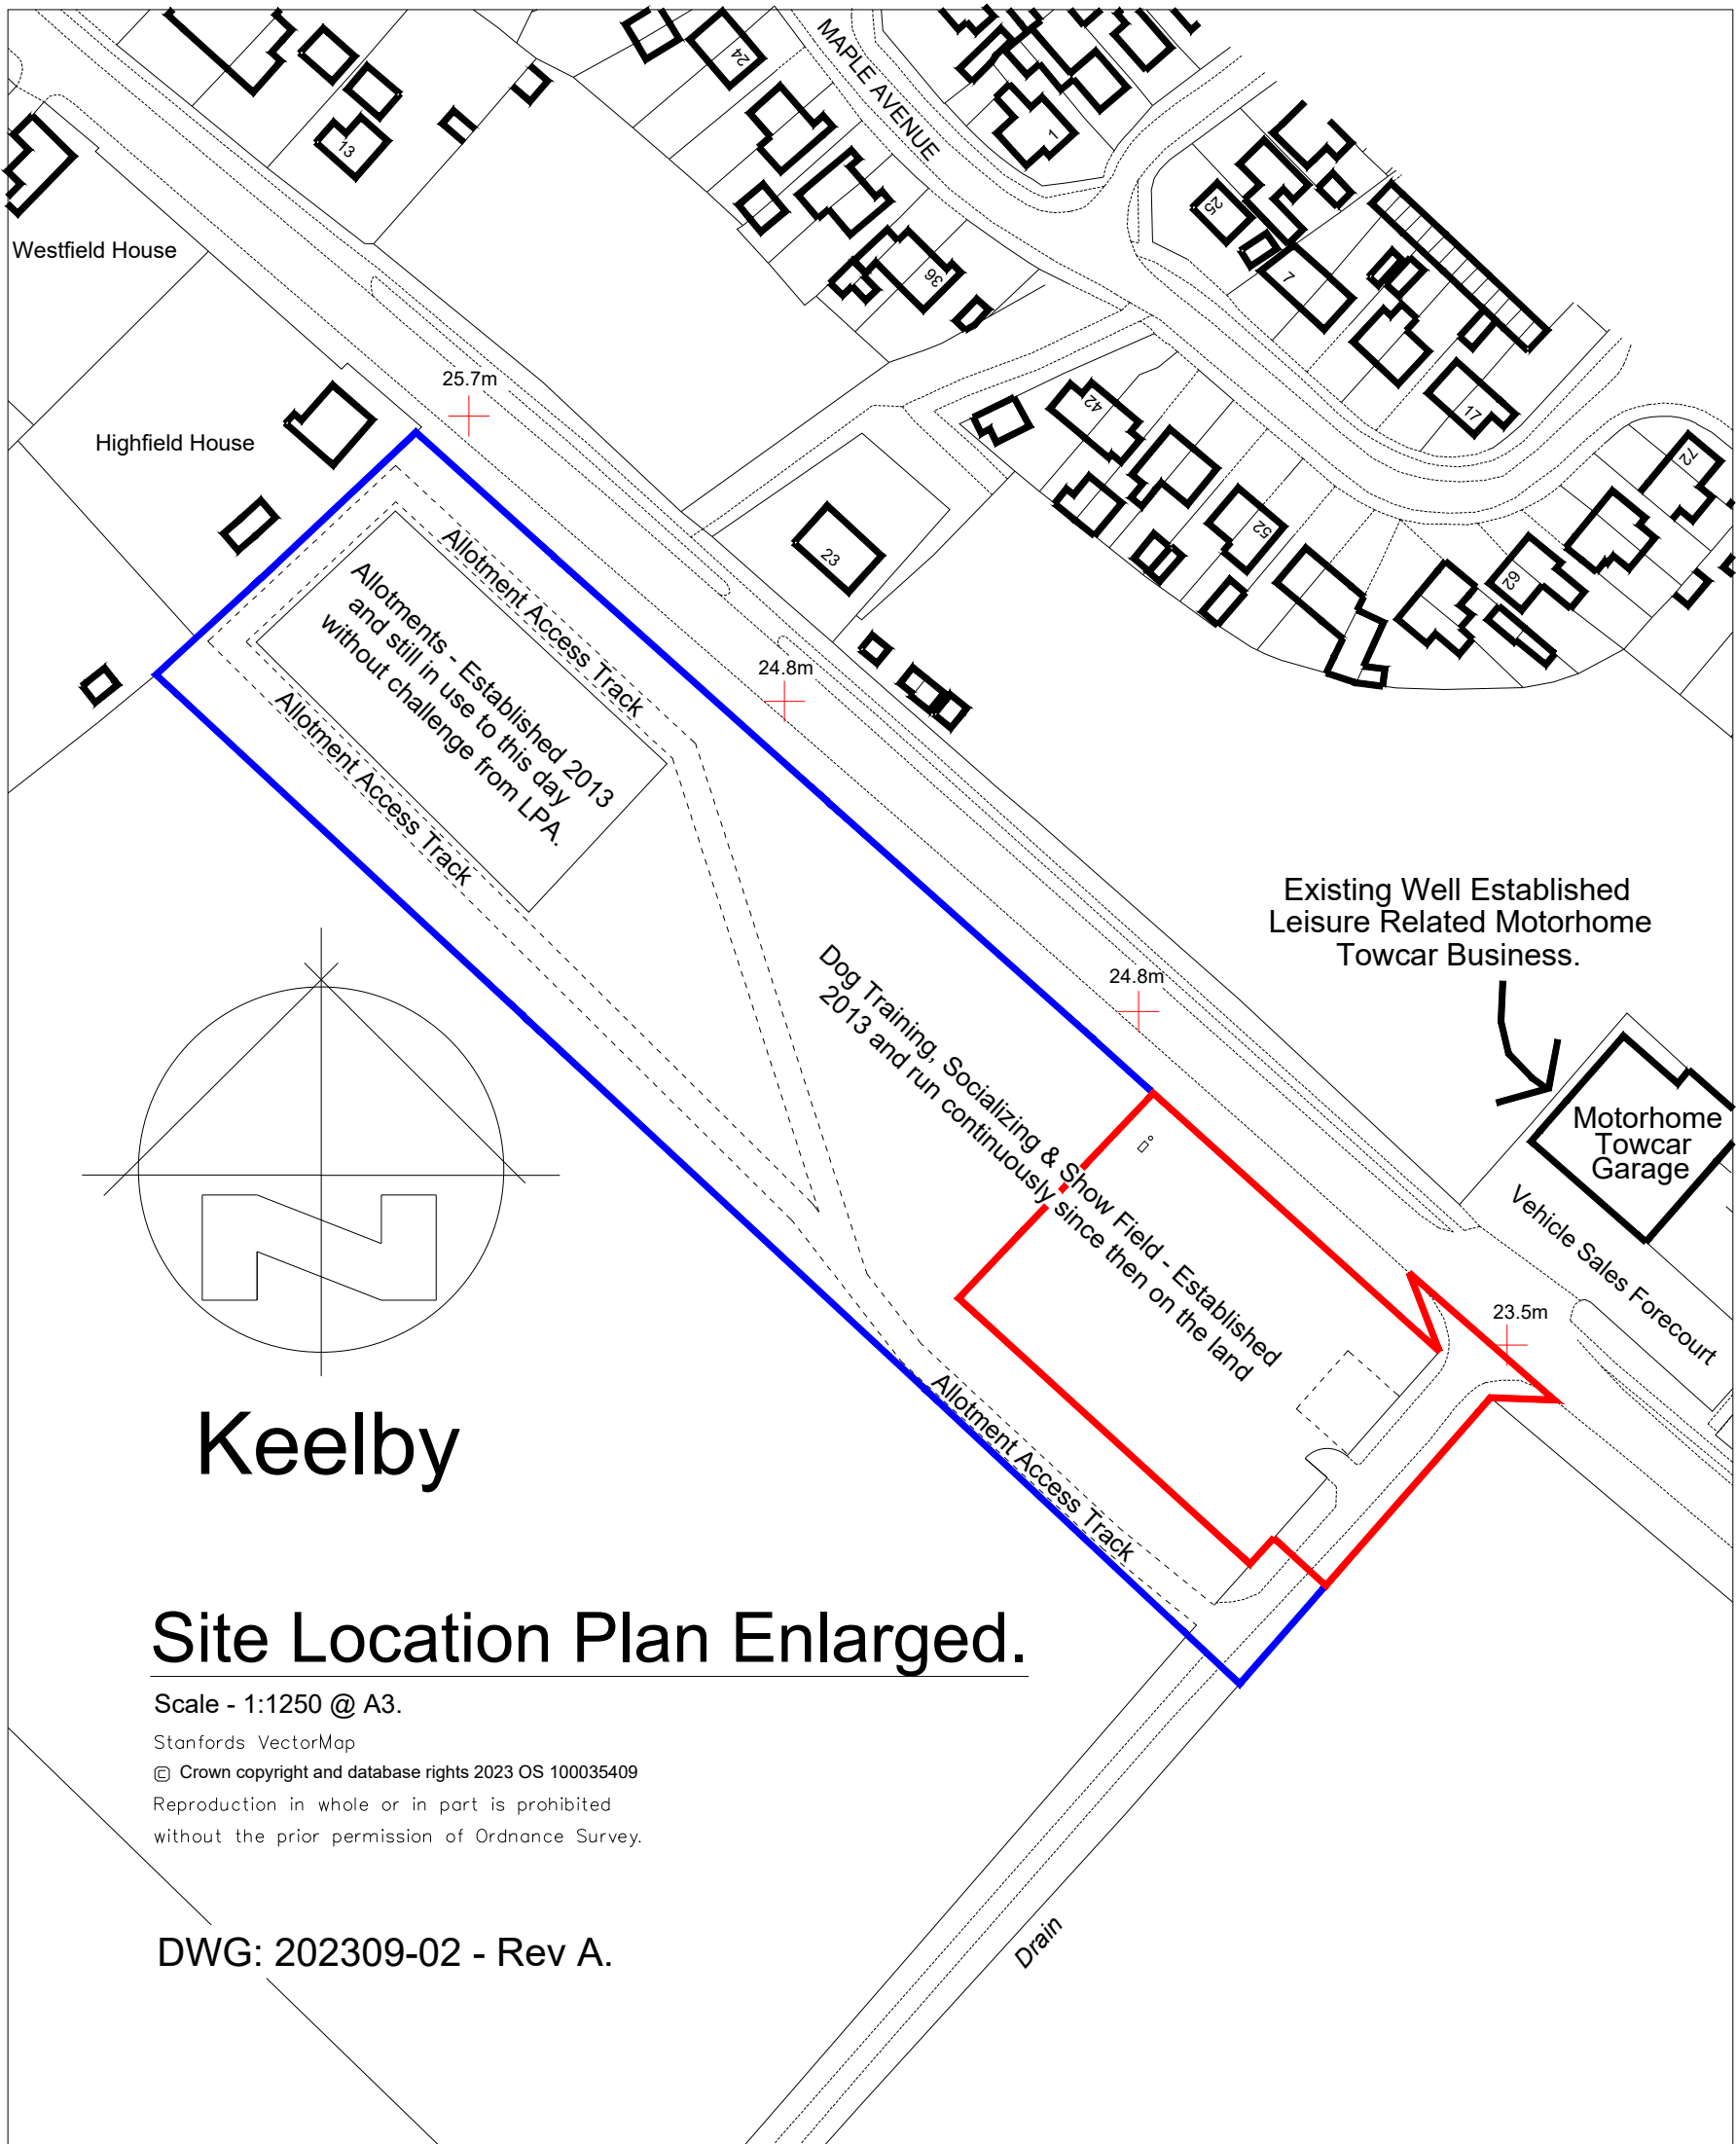 MAPLE AVENUE
24
1
13
25
7
36
17
42
52
62
72
23
Westfield House
Highfield House
25.7m
24.8m
24.8m
23.5m
Allotment Access Track
Allotments - Established 2013
and still in use to this day
without challenge from LPA.
Allotment Access Track
Dog Training, Socializing & Show Field - Established
2013 and run continuously since then on the land
Existing Well Established
Leisure Related Motorhome
Towcar Business.
Motorhome
Towcar
Garage
Vehicle Sales Forecourt
Allotment Access Track
N
Keelby
Site Location Plan Enlarged.
Scale - 1:1250 @ A3.
Stanfords VectorMap
© Crown copyright and database rights 2023 OS 100035409
Reproduction in whole or in part is prohibited
without the prior permission of Ordnance Survey.
DWG: 202309-02 - Rev A.
Drain